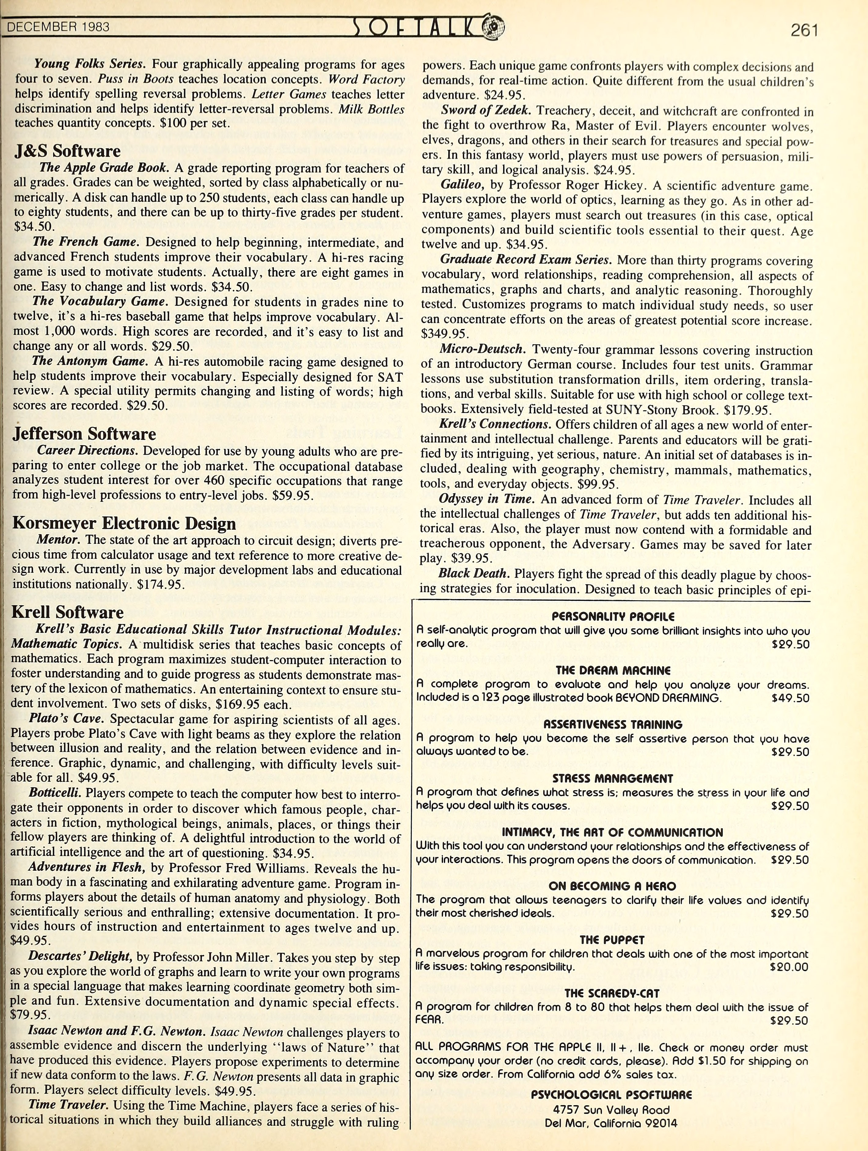 DECEMBER 1983
SOFTALK
261
Young Folks Series. Four graphically appealing programs for ages
four to seven. Puss in Boots teaches location concepts. Word Factory
helps identify spelling reversal problems. Letter Games teaches letter
discrimination and helps identify letter-reversal problems. Milk Bottles
teaches quantity concepts. $100 per set.
J&S Software
The Apple Grade Book. A grade reporting program for teachers of
all grades. Grades can be weighted, sorted by class alphabetically or nu-
merically. A disk can handle up to 250 students, each class can handle up
to eighty students, and there can be up to thirty-five grades per student.
$34.50.
The French Game. Designed to help beginning, intermediate, and
advanced French students improve their vocabulary. A hi-res racing
game is used to motivate students. Actually, there are eight games in
one. Easy to change and list words. $34.50.
The Vocabulary Game. Designed for students in grades nine to
twelve, it's a hi-res baseball game that helps improve vocabulary. Al-
most 1,000 words. High scores are recorded, and it's easy to list and
change any or all words. $29.50.
The Antonym Game. A hi-res automobile racing game designed to
help students improve their vocabulary. Especially designed for SAT
review. A special utility permits changing and listing of words; high
scores are recorded. $29.50.
Jefferson Software
Career Directions. Developed for use by young adults who are pre-
paring to enter college or the job market. The occupational database
analyzes student interest for over 460 specific occupations that range
from high-level professions to entry-level jobs. $59.95.
Korsmeyer Electronic Design
Mentor. The state of the art approach to circuit design; diverts pre-
cious time from calculator usage and text reference to more creative de-
sign work. Currently in use by major development labs and educational
institutions nationally. $174.95.
Krell Software
Krell's Basic Educational Skills Tutor Instructional Modules:
Mathematic Topics. A multidisk series that teaches basic concepts of
mathematics. Each program maximizes student-computer interaction to
foster understanding and to guide progress as students demonstrate mas-
tery of the lexicon of mathematics. An entertaining context to ensure stu-
dent involvement. Two sets of disks, $169.95 each.
Plato's Cave. Spectacular game for aspiring scientists of all ages.
Players probe Plato's Cave with light beams as they explore the relation
between illusion and reality, and the relation between evidence and in-
ference. Graphic, dynamic, and challenging, with difficulty levels suit-
able for all. $49.95.
Botticelli. Players compete to teach the computer how best to interro-
gate their opponents in order to discover which famous people, char-
acters in fiction, mythological beings, animals, places, or things their
fellow players are thinking of. A delightful introduction to the world of
artificial intelligence and the art of questioning. $34.95.
Adventures in Flesh, by Professor Fred Williams. Reveals the hu-
man body in a fascinating and exhilarating adventure game. Program in-
forms players about the details of human anatomy and physiology. Both
scientifically serious and enthralling; extensive documentation. It pro-
vides hours of instruction and entertainment to ages twelve and up.
$49.95.
Descartes' Delight, by Professor John Miller. Takes you step by step
as you explore the world of graphs and learn to write your own programs
in a special language that makes learning coordinate geometry both sim-
ple and fun. Extensive documentation and dynamic special effects.
$79.95.
Isaac Newton and F.G. Newton. Isaac Newton challenges players to
assemble evidence and discern the underlying "laws of Nature" that
have produced this evidence. Players propose experiments to determine
if new data conform to the laws. F.G. Newton presents all data in graphic
form. Players select difficulty levels. $49.95.
Time Traveler. Using the Time Machine, players face a series of his-
torical situations in which they build alliances and struggle with ruling
powers. Each unique game confronts players with complex decisions and
demands, for real-time action. Quite different from the usual children's
adventure. $24.95.
Sword of Zedek. Treachery, deceit, and witchcraft are confronted in
the fight to overthrow Ra, Master of Evil. Players encounter wolves,
elves, dragons, and others in their search for treasures and special pow-
ers. In this fantasy world, players must use powers of persuasion, mili-
tary skill, and logical analysis. $24.95.
Galileo, by Professor Roger Hickey. A scientific adventure game.
Players explore the world of optics, learning as they go. As in other ad-
venture games, players must search out treasures (in this case, optical
components) and build scientific tools essential to their quest. Age
twelve and up. $34.95.
Graduate Record Exam Series. More than thirty programs covering
vocabulary, word relationships, reading comprehension, all aspects of
mathematics, graphs and charts, and analytic reasoning. Thoroughly
tested. Customizes programs to match individual study needs, so user
can concentrate efforts on the areas of greatest potential score increase.
$349.95.
Micro-Deutsch. Twenty-four grammar lessons covering instruction
of an introductory German course. Includes four test units. Grammar
lessons use substitution transformation drills, item ordering, transla-
tions, and verbal skills. Suitable for use with high school or college text-
books. Extensively field-tested at SUNY-Stony Brook. $179.95.
Krell's Connections. Offers children of all ages a new world of enter-
tainment and intellectual challenge. Parents and educators will be grati-
fied by its intriguing, yet serious, nature. An initial set of databases is in-
cluded, dealing with geography, chemistry, mammals, mathematics,
tools, and everyday objects. $99.95.
Odyssey in Time. An advanced form of Time Traveler. Includes all
the intellectual challenges of Time Traveler, but adds ten additional his-
torical eras. Also, the player must now contend with a formidable and
treacherous opponent, the Adversary. Games may be saved for later
play. $39.95.
Black Death. Players fight the spread of this deadly plague by choos-
ing strategies for inoculation. Designed to teach basic principles of epi-
PERSONALITY PROFILE
A self-analytic program that will give you some brilliant insights into who you
really are. $29.50
THE DREAM MACHINE
A complete program to evaluate and help you analyze your dreams.
Included is a 123 page illustrated book BEYOND DREAMING. $49.50
ASSERTIVENESS TRAINING
A program to help you become the self assertive person that you have
always wanted to be. $29.50
STRESS MANAGEMENT
A program that defines what stress is; measures the stress in your life and
helps you deal with its causes. $29.50
INTIMACY, THE ART OF COMMUNICATION
With this tool you can understand your relationships and the effectiveness of
your interactions. This program opens the doors of communication. $29.50
ON BECOMING A HERO
The program that allows teenagers to clarify their life values and identify
their most cherished ideals. $29.50
THE PUPPET
A marvelous program for children that deals with one of the most important
life issues: taking responsibility. $20.00
THE SCAREDY-CAT
A program for children from 8 to 80 that helps them deal with the issue of
FEAR. $29.50
ALL PROGRAMS FOR THE APPLE II, II+, IIe. Check or money order must
accompany your order (no credit cards, please). Add $1.50 for shipping on
any size order. From California add 6% sales tax.
PSYCHOLOGICAL PSOFTWARE
4757 Sun Valley Road
Del Mar, California 92014